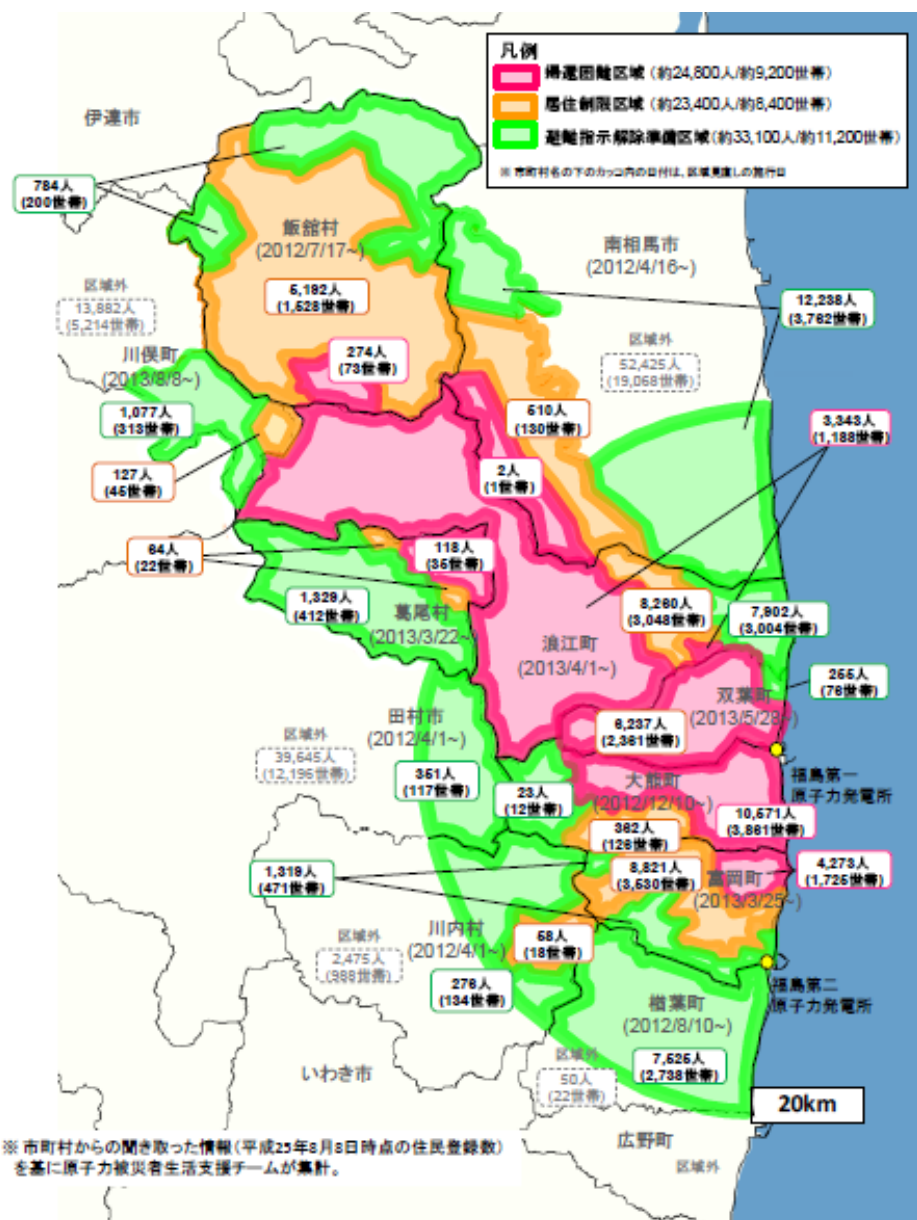 凡例
帰還困難区域(約24,800人/約9,200世帯)
居住制限区域(約23,400人/約8,400世帯)
避難指示解除準備区域(約33,100人/約11,200世帯)
※ 市町村名の下のカッコ内の日付は、区域見直しの施行日
伊達市
784人
(200世帯)
飯舘村
(2012/7/17~)
南相馬市
(2012/4/16~)
区域外
13,882人
(5,214世帯)
5,192人
(1,528世帯)
12,238人
(3,762世帯)
川俣町
(2013/8/8~)
274人
(73世帯)
区域外
52,425人
(19,068世帯)
1,077人
(313世帯)
510人
(130世帯)
3,343人
(1,188世帯)
127人
(45世帯)
2人
(1世帯)
64人
(22世帯)
118人
(35世帯)
1,329人
(412世帯)
葛尾村
(2013/3/22~)
8,260人
(3,048世帯)
7,902人
(3,004世帯)
浪江町
(2013/4/1~)
255人
(76世帯)
双葉町
(2013/5/28~)
田村市
(2012/4/1~)
6,237人
(2,361世帯)
区域外
39,645人
(12,196世帯)
351人
(117世帯)
23人
(12世帯)
大熊町
(2012/12/10~)
福島第一
原子力発電所
10,571人
(3,861世帯)
362人
(126世帯)
1,319人
(471世帯)
8,821人
(3,530世帯)
富岡町
(2013/3/25~)
4,273人
(1,725世帯)
川内村
(2012/4/1~)
58人
(18世帯)
区域外
2,475人
(988世帯)
276人
(134世帯)
福島第二
原子力発電所
楢葉町
(2012/8/10~)
7,525人
(2,738世帯)
いわき市
区域外
50人
(22世帯)
20km
広野町
区域外
※ 市町村からの聞き取った情報(平成25年8月8日時点の住民登録数)
を基に原子力被災者生活支援チームが集計。